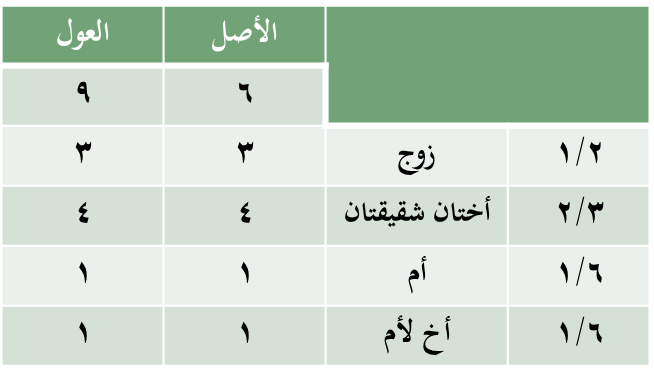 الأصل العول
٦ ٩
١/٢ زوج ٣ ٣
٢/٣ أختان شقيقتان ٤ ٤
١/٦ أم ١ ١
١/٦ أخ لأم ١ ١